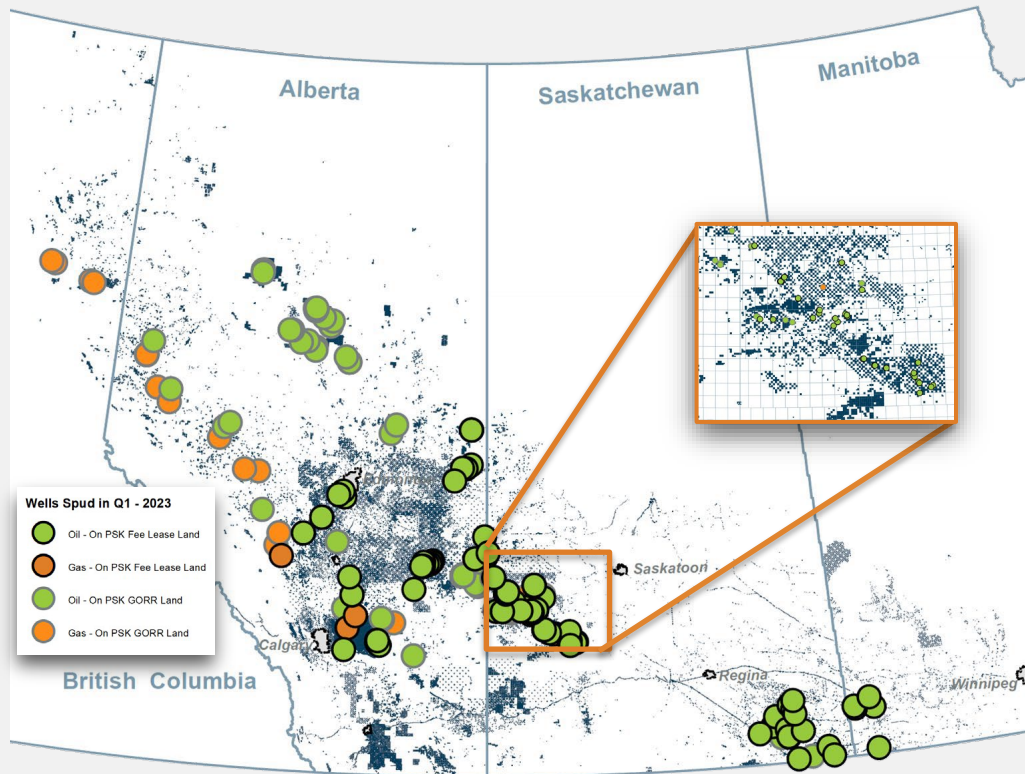 Alberta
Saskatchewan
Manitoba
Edmonton
Wells Spud in Q1 - 2023
Oil - On PSK Fee Lease Land
Gas - On PSK Fee Lease Land
Oil - On PSK GORR Land
Gas - On PSK GORR Land
Saskatoon
Calgary
British Columbia
Regina
Winnipeg